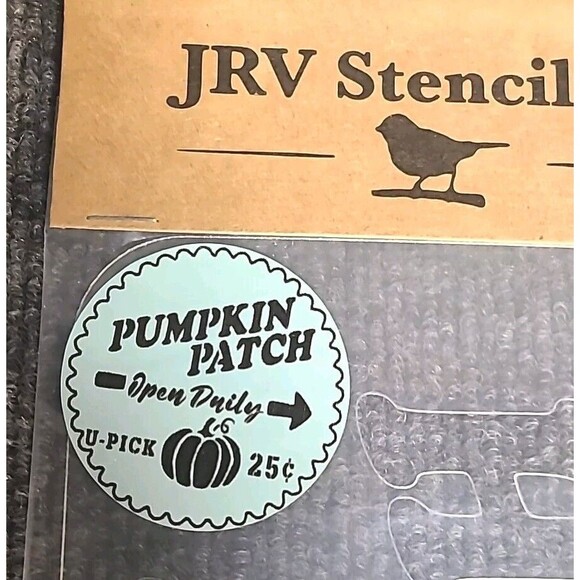 JRV Stencil
PUMPKIN
PATCH
Open Daily
U-PICK
25¢